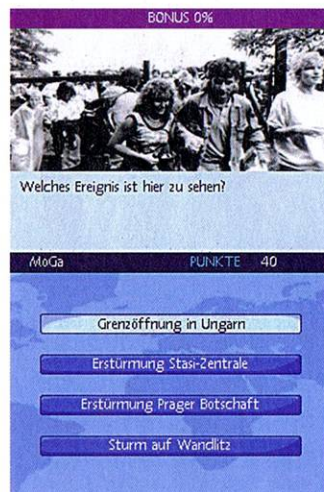 BONUS 0%
Welches Ereignis ist hier zu sehen?
MoGa PUNKTE 40
Grenzöffnung in Ungarn
Erstürmung Stasi-Zentrale
Erstürmung Prager Botschaft
Sturm auf Wandlitz